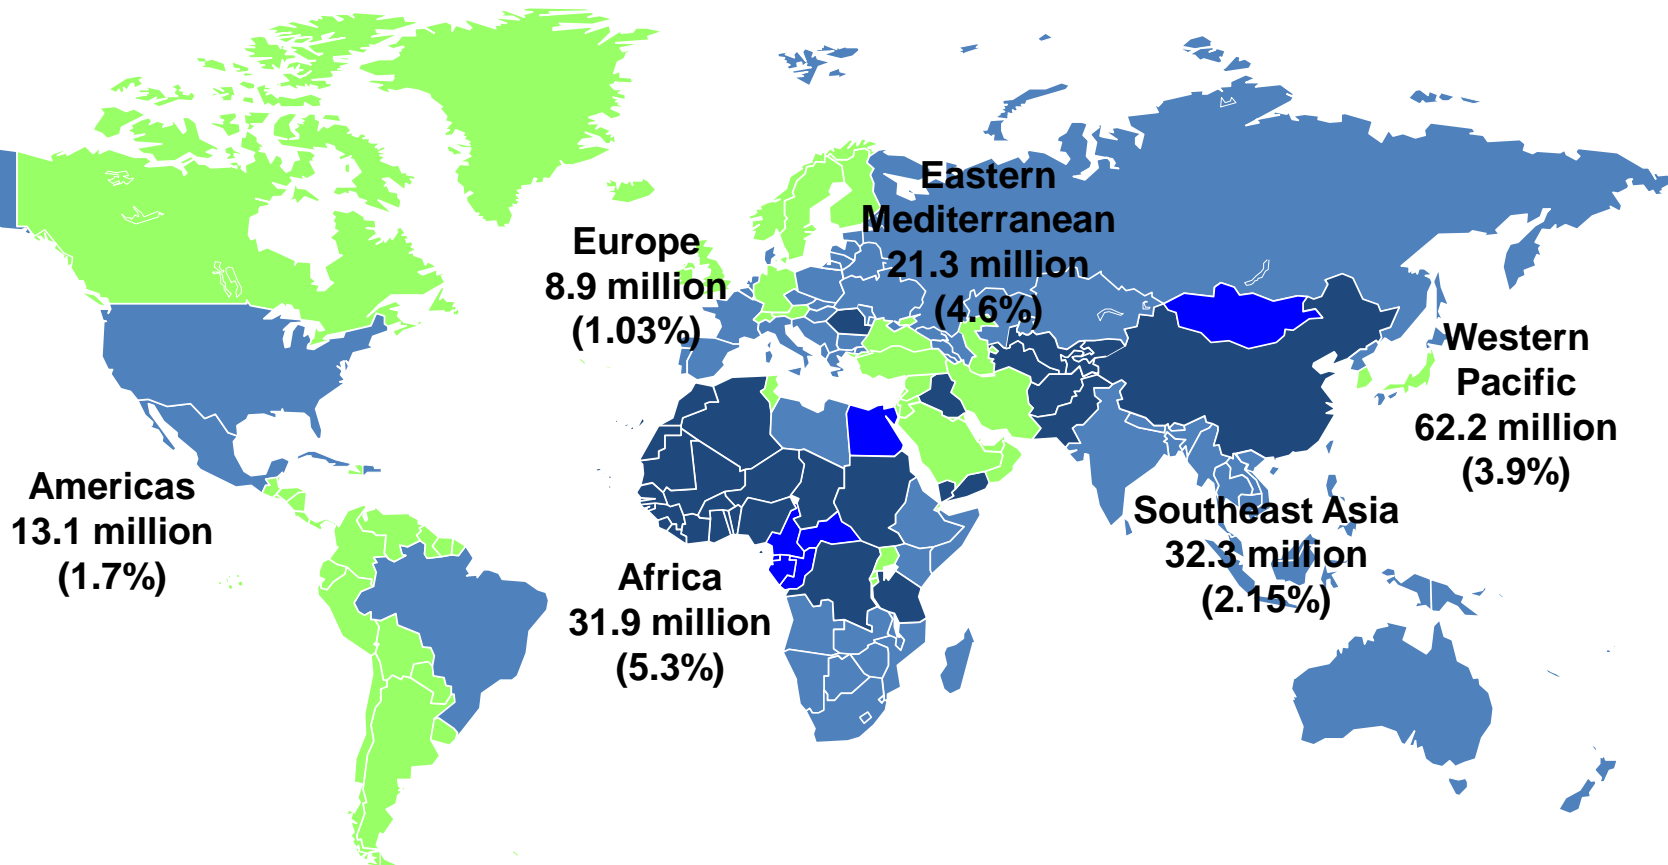 Eastern
Mediterranean
21.3 million
(4.6%)
Europe
8.9 million
(1.03%)
Western
Pacific
62.2 million
(3.9%)
Americas
13.1 million
(1.7%)
Southeast Asia
32.3 million
(2.15%)
Africa
31.9 million
(5.3%)